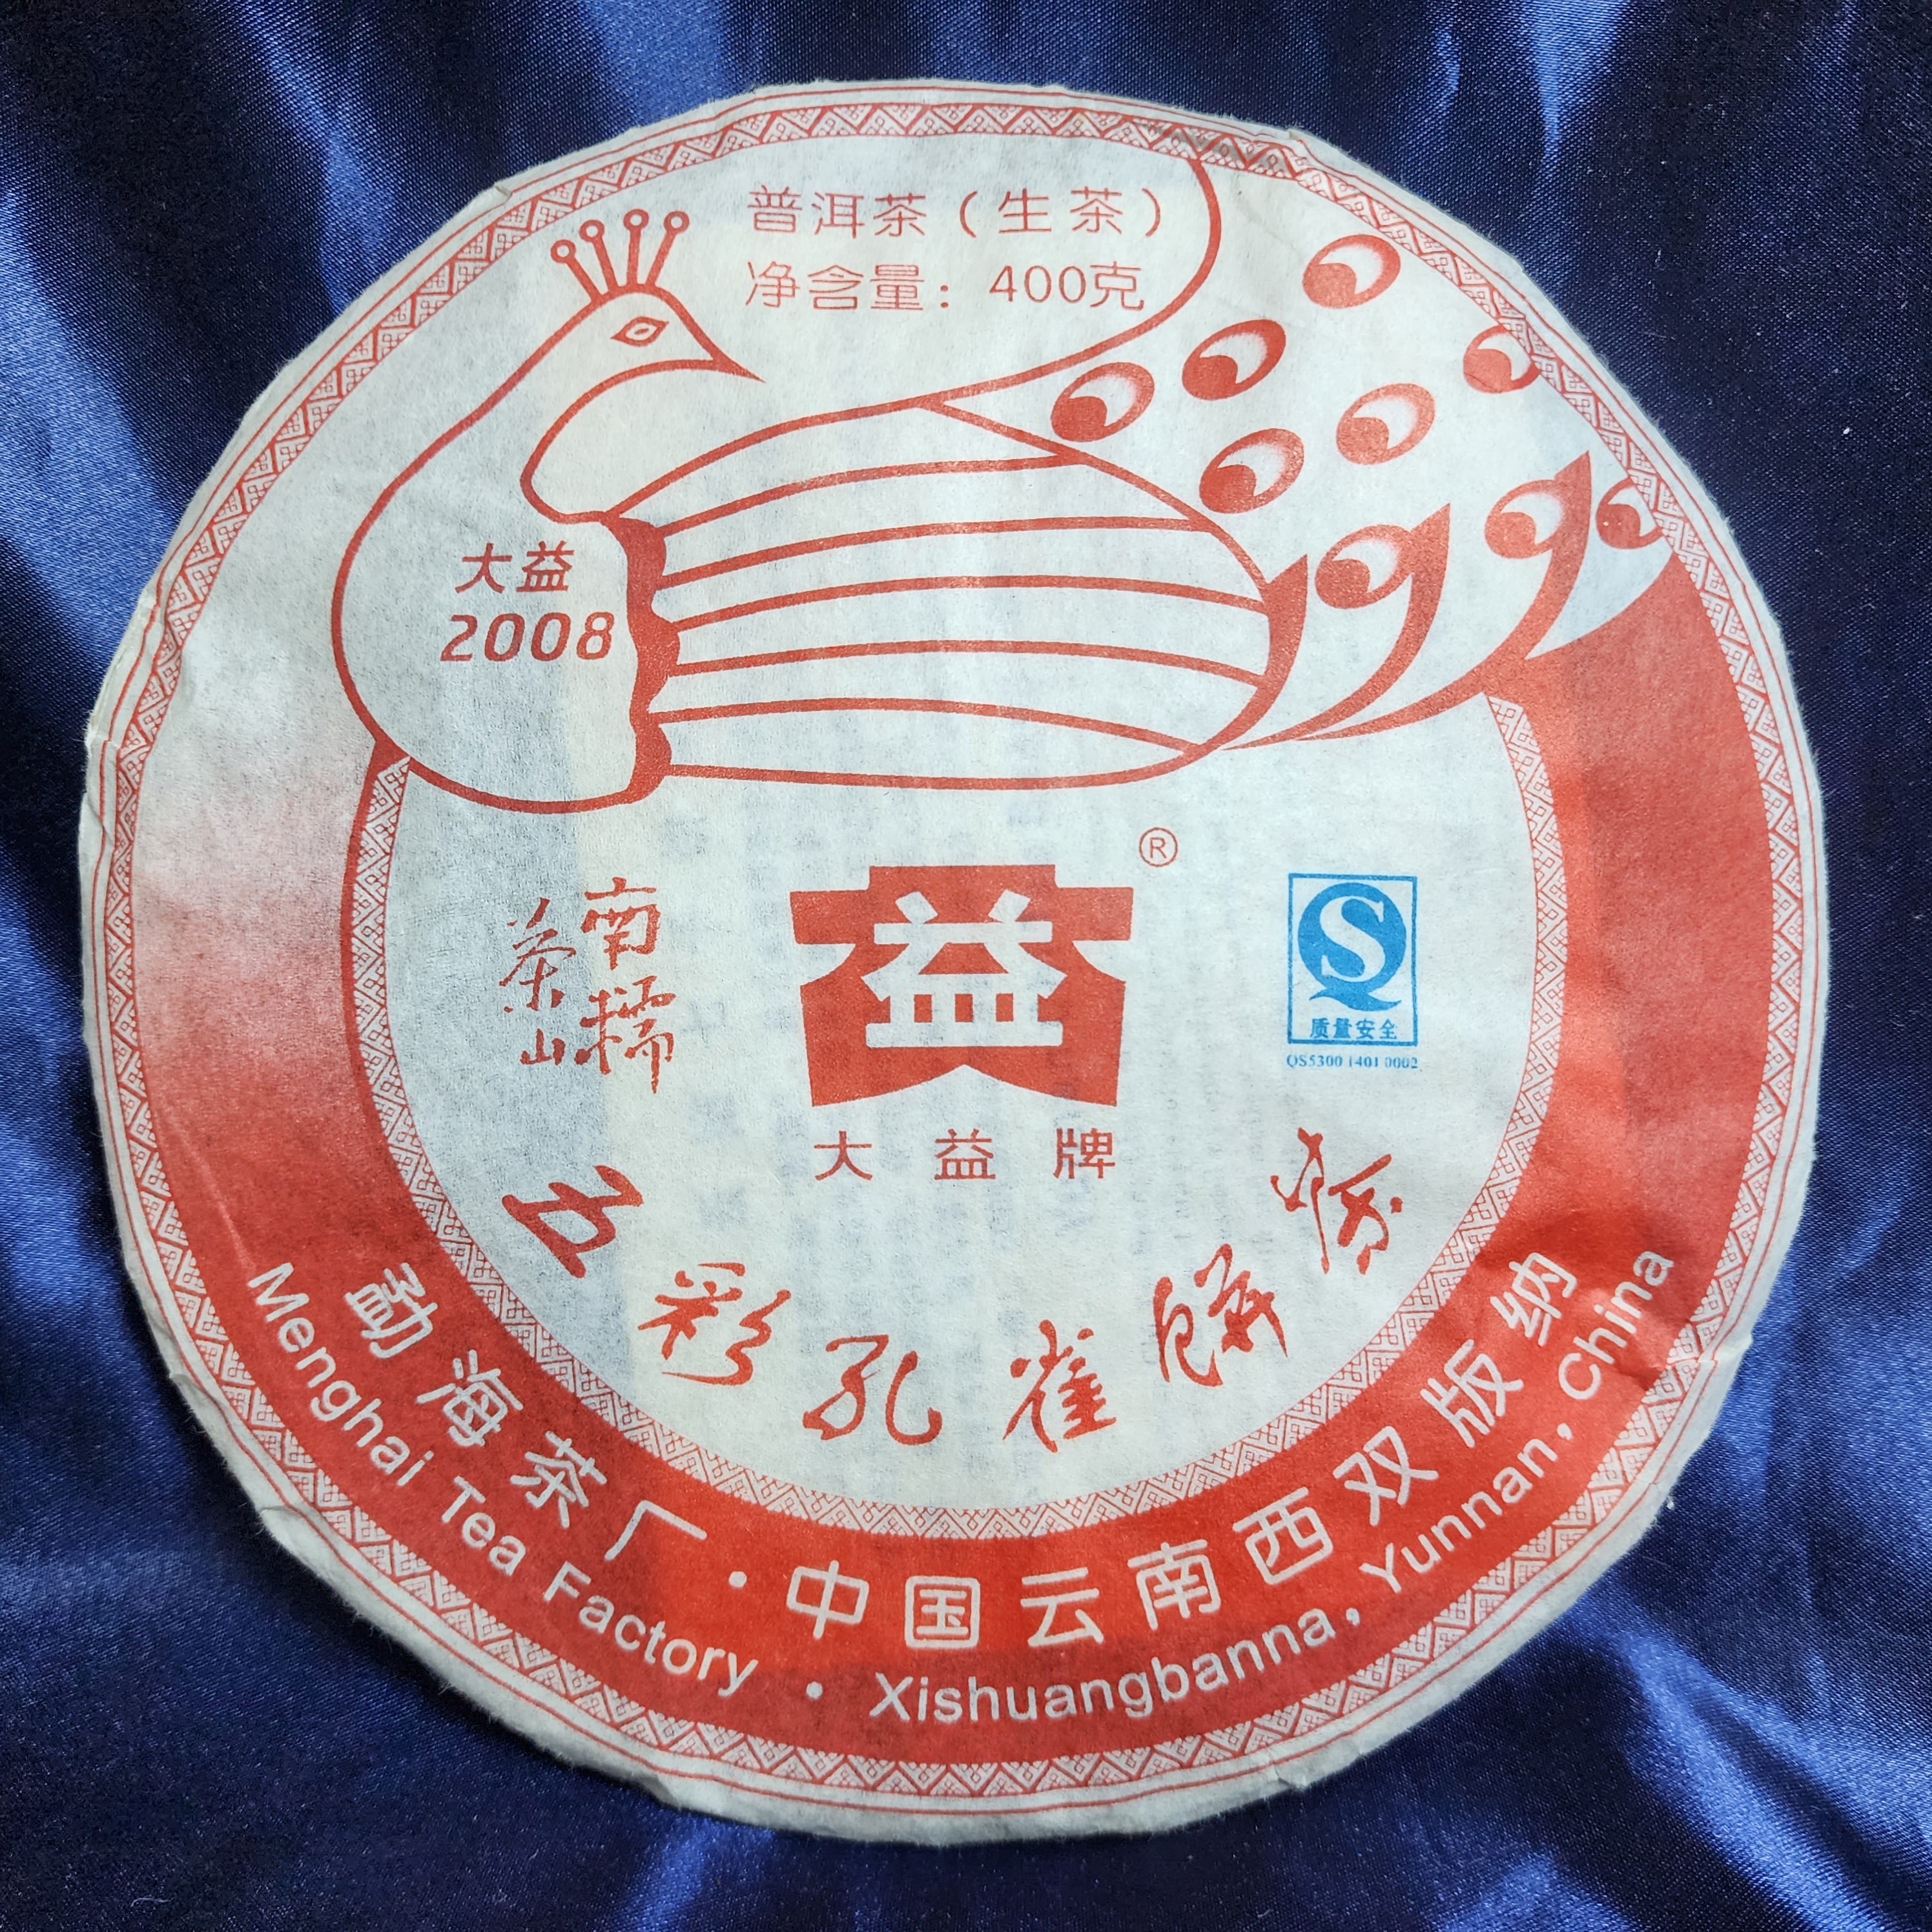 普洱茶（生茶）
净含量：400克
大益
2008
南糯
茶山
益
®
质量安全
QS5300 1401 0002
大益牌
五彩孔雀饼茶
勐海茶厂·中国云南西双版纳
Menghai Tea Factory · Xishuangbanna, Yunnan, China